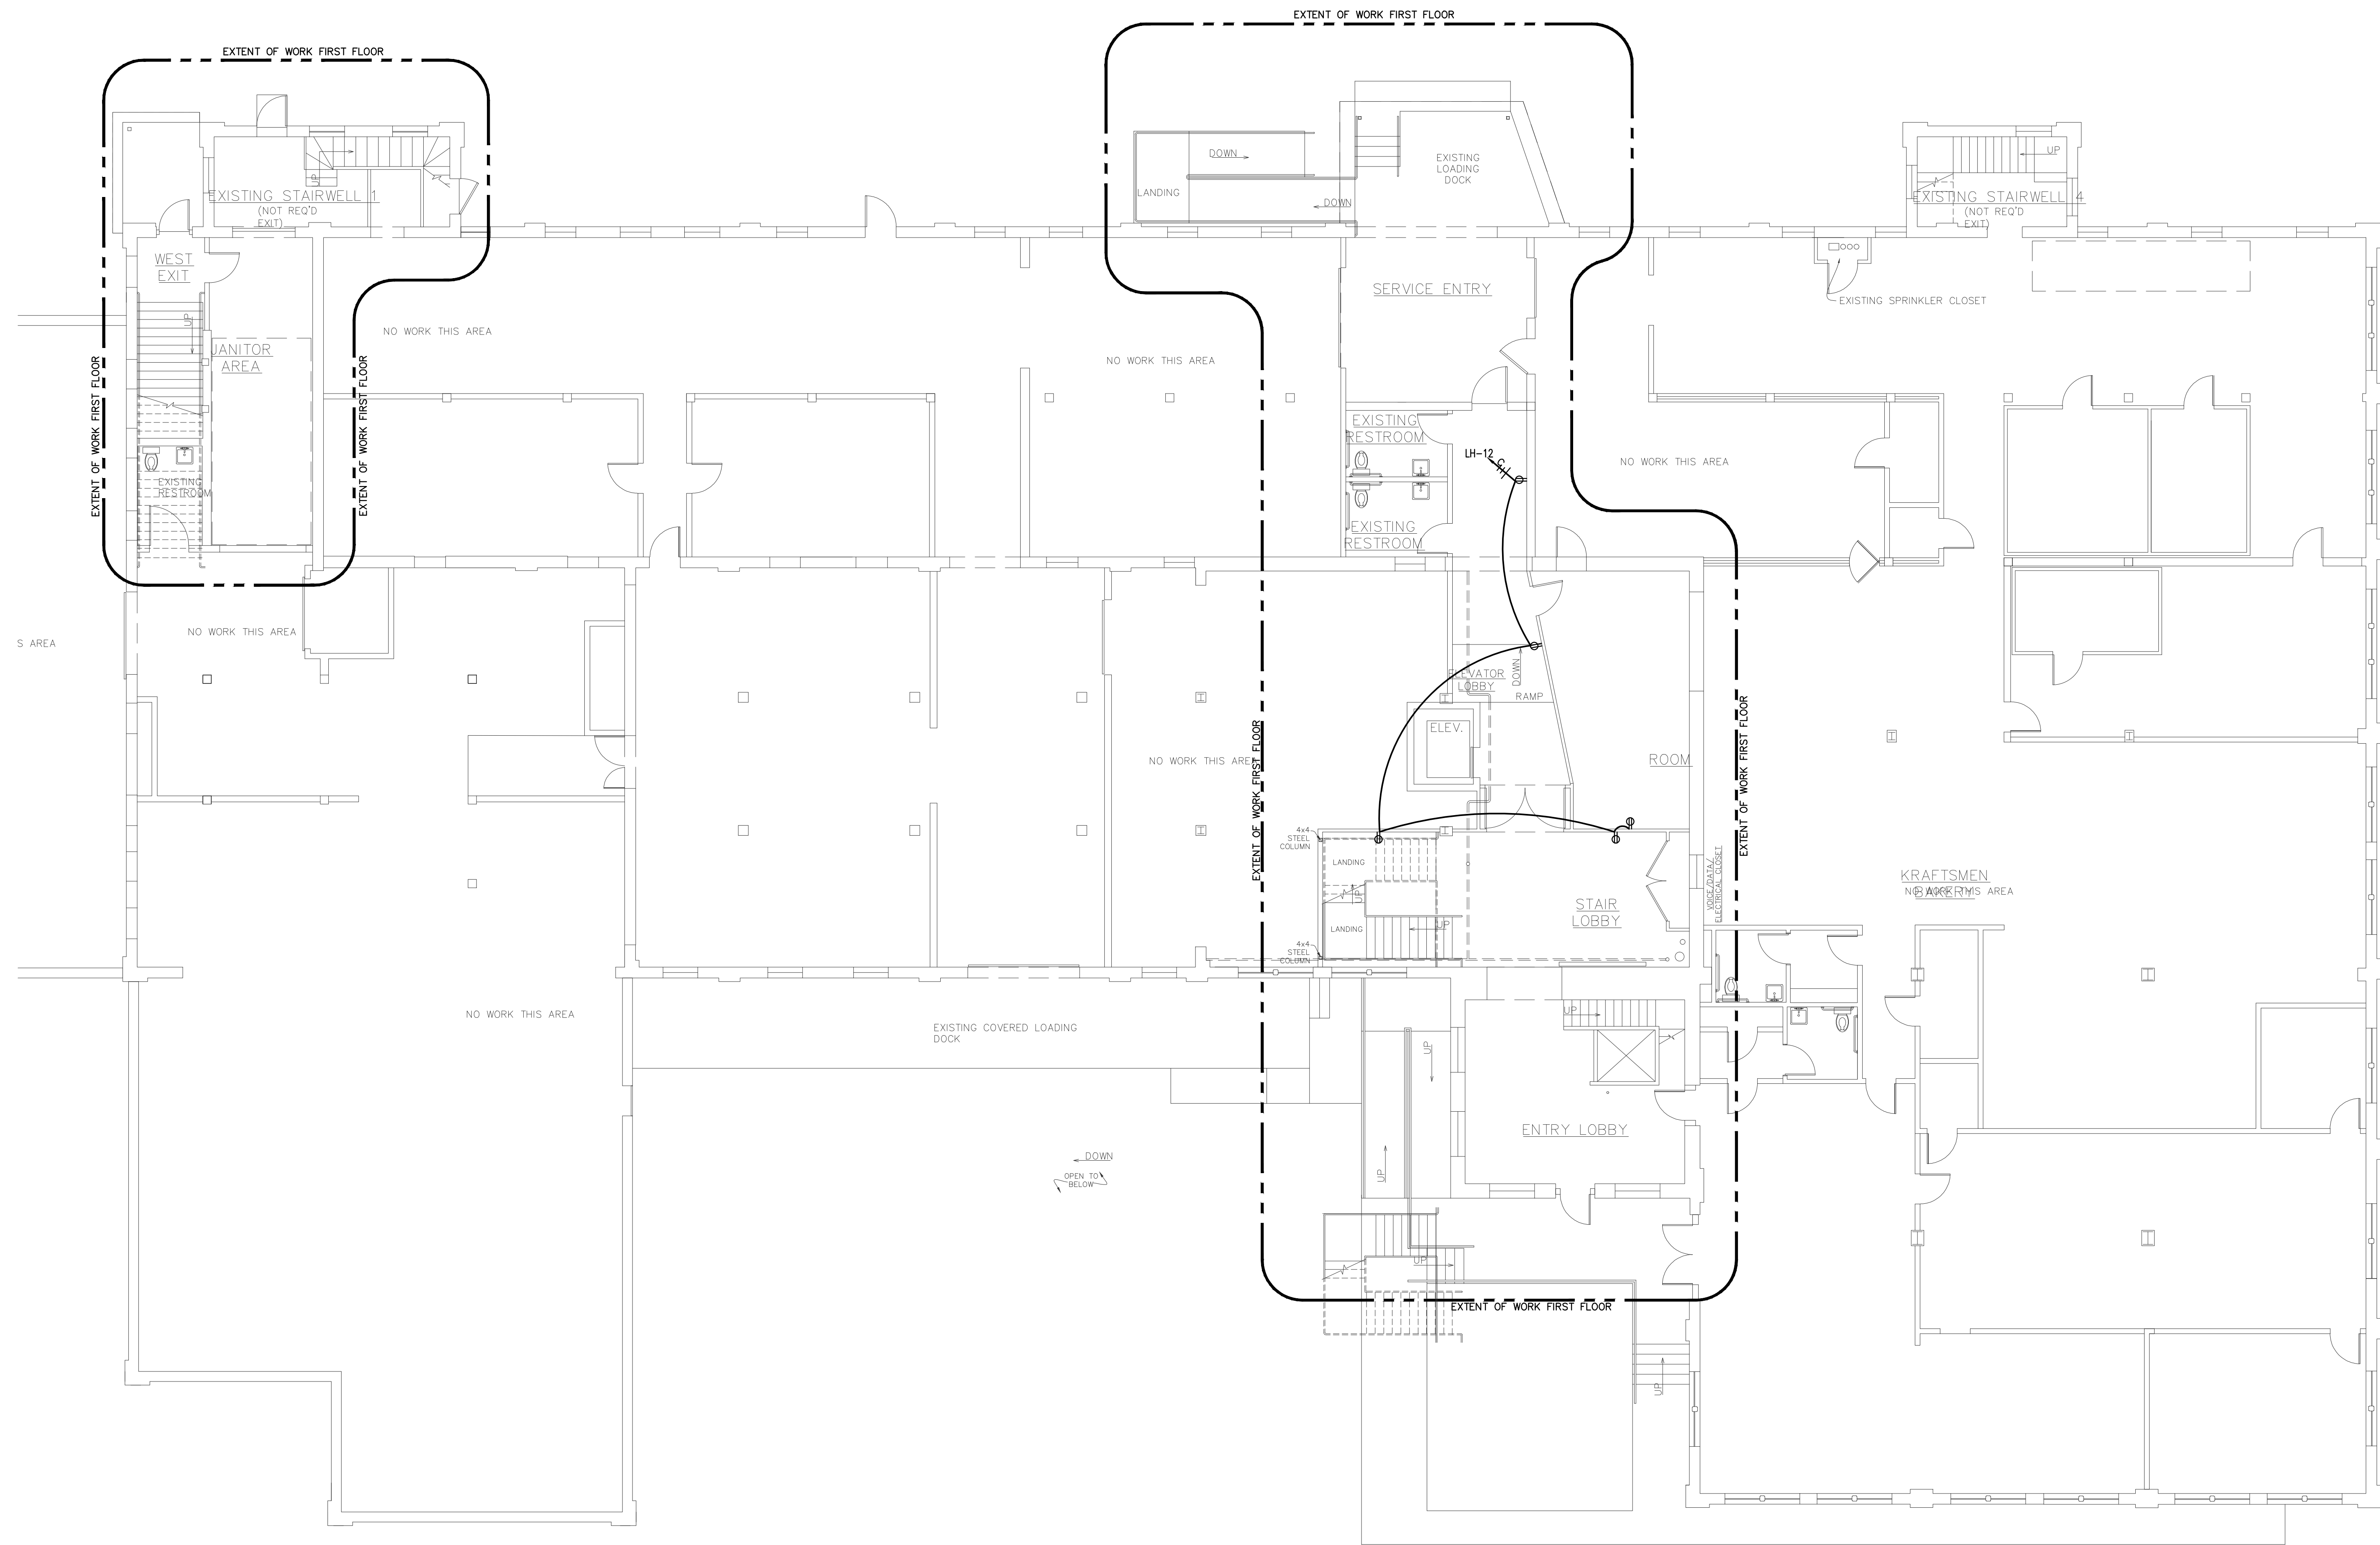 EXTENT OF WORK FIRST FLOOR
EXTENT OF WORK FIRST FLOOR
EXISTING
LOADING
DOCK
DOWN
LANDING
DOWN
UP
EXISTING STAIRWELL 1
(NOT REQ'D
EXIT)
UP
EXISTING STAIRWELL 4
(NOT REQ'D
EXIT)
WEST
EXIT
SERVICE ENTRY
EXISTING SPRINKLER CLOSET
UP
NO WORK THIS AREA
JANITOR
AREA
NO WORK THIS AREA
EXTENT OF WORK FIRST FLOOR
EXTENT OF WORK FIRST FLOOR
EXISTING
RESTROOM
LH-12
NO WORK THIS AREA
EXISTING
RESTROOM
EXISTING
RESTROOM
NO WORK THIS AREA
S AREA
ELEVATOR
LOBBY
DOWN
RAMP
ELEV.
NO WORK THIS AREA
ROOM
EXTENT OF WORK FIRST FLOOR
EXTENT OF WORK FIRST FLOOR
4x4
STEEL
COLUMN
LANDING
UP
LANDING
UP
4x4
STEEL
COLUMN
STAIR
LOBBY
VOICE/DATA/
ELECTRICAL CLOSET
KRAFTSMEN
BAKERY
NO WORK THIS AREA
NO WORK THIS AREA
EXISTING COVERED LOADING
DOCK
UP
UP
ENTRY LOBBY
DOWN
OPEN TO
BELOW
UP
UP
EXTENT OF WORK FIRST FLOOR
UP